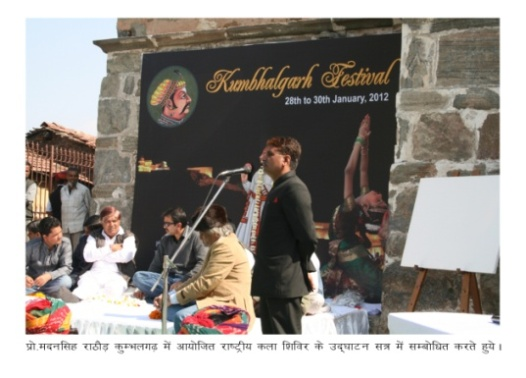 Kumbhalgarh Festival
28th to 30th January, 2012
प्रो.मदनसिंह राठौड़ कुम्भलगढ़ में आयोजित राष्ट्रीय कला शिविर के उद्घाटन सत्र में सम्बोधित करते हुये।